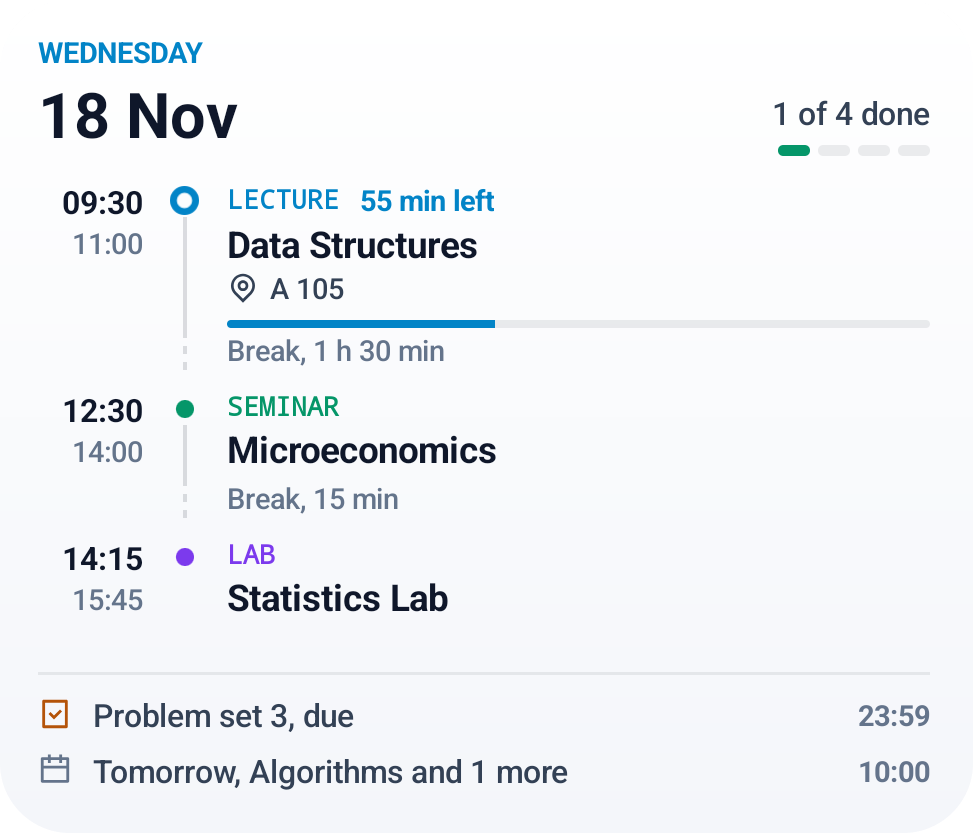 WEDNESDAY
18 Nov
1 of 4 done
09:30 LECTURE 55 min left
11:00 Data Structures
A 105
Break, 1 h 30 min
12:30 SEMINAR
14:00 Microeconomics
Break, 15 min
14:15 LAB
15:45 Statistics Lab
Problem set 3, due 23:59
Tomorrow, Algorithms and 1 more 10:00